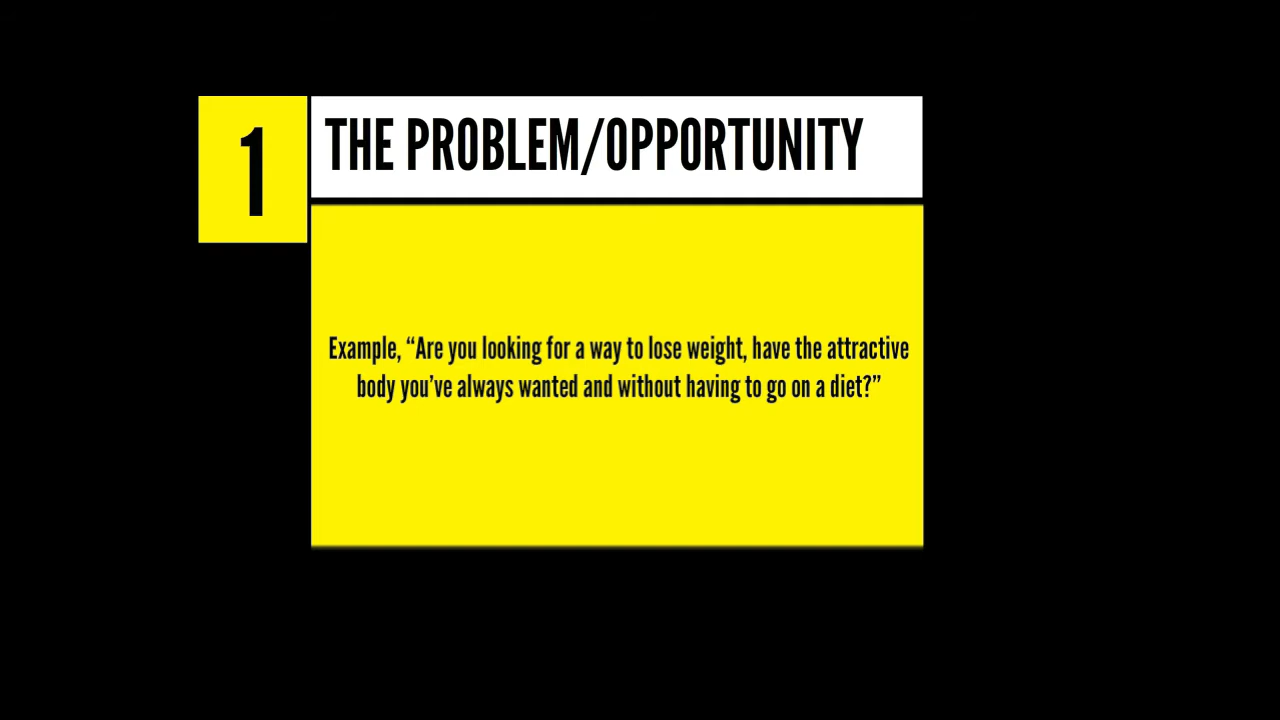 1
THE PROBLEM/OPPORTUNITY
Example, “Are you looking for a way to lose weight, have the attractive
body you’ve always wanted and without having to go on a diet?”